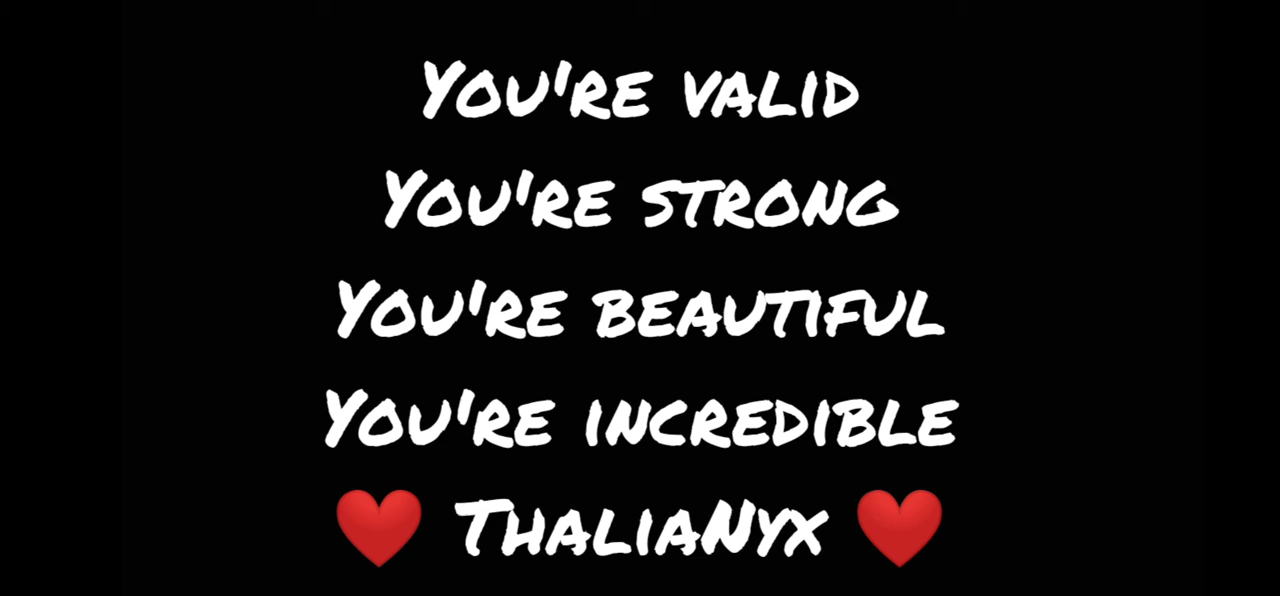 You're valid
You're strong
You're beautiful
You're incredible
❤️ ThaliaNyx ❤️